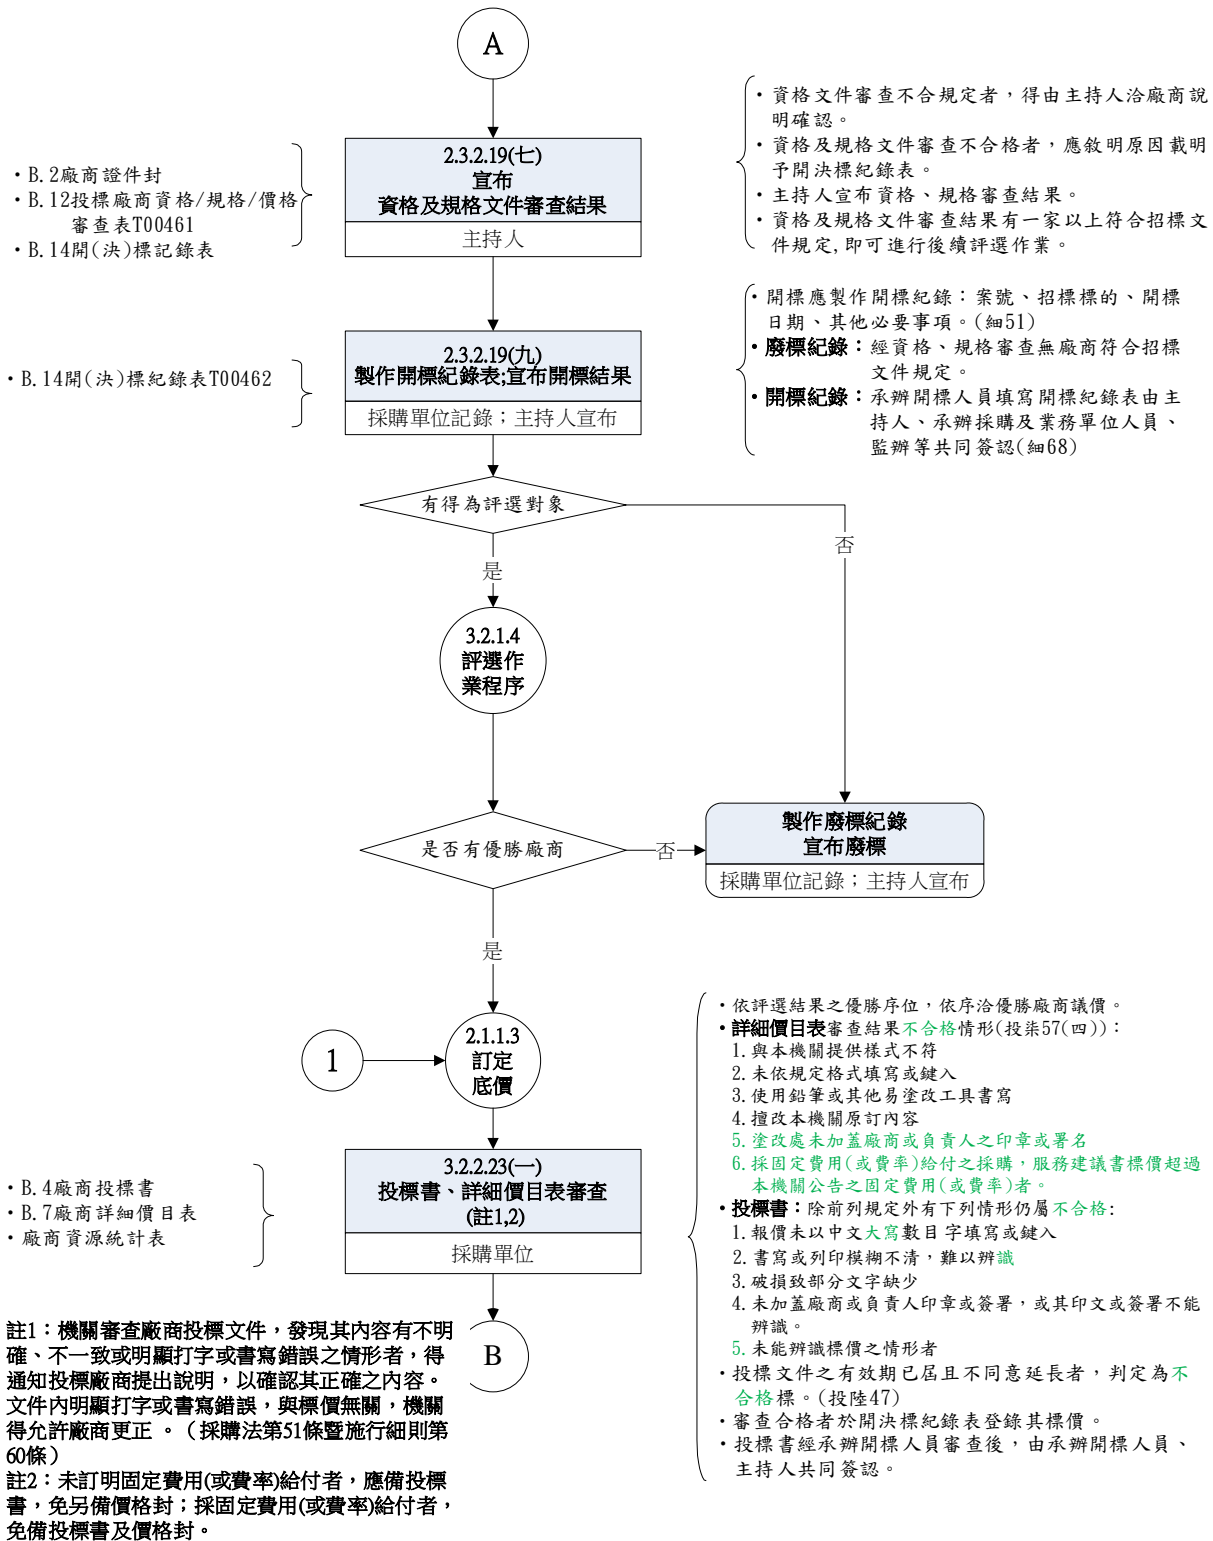 A
2.3.2.19(七)
宣布
資格及規格文件審查結果
主持人
・B.2廠商證件封
・B.12投標廠商資格/規格/價格
審查表T00461
・B.14開(決)標記錄表
・資格文件審查不合規定者，得由主持人洽廠商說
明確認。
・資格及規格文件審查不合格者，應敘明原因載明
予開決標紀錄表。
・主持人宣布資格、規格審查結果。
・資格及規格文件審查結果有一家以上符合招標文
件規定,即可進行後續評選作業。
2.3.2.19(九)
製作開標紀錄表;宣布開標結果
採購單位記錄；主持人宣布
・B.14開(決)標紀錄表T00462
・開標應製作開標紀錄：案號、招標標的、開標
日期、其他必要事項。(細51)
・廢標紀錄：經資格、規格審查無廠商符合招標
文件規定。
・開標紀錄：承辦開標人員填寫開標紀錄表由主
持人、承辦採購及業務單位人員、
監辦等共同簽認(細68)
有得為評選對象
否
是
3.2.1.4
評選作
業程序
是否有優勝廠商
否
製作廢標紀錄
宣布廢標
採購單位記錄；主持人宣布
是
1
2.1.1.3
訂定
底價
3.2.2.23(一)
投標書、詳細價目表審查
(註1,2)
採購單位
・B.4廠商投標書
・B.7廠商詳細價目表
・廠商資源統計表
・依評選結果之優勝序位，依序洽優勝廠商議價。
・詳細價目表審查結果不合格情形(投柒57(四))：
1.與本機關提供樣式不符
2.未依規定格式填寫或鍵入
3.使用鉛筆或其他易塗改工具書寫
4.擅改本機關原訂內容
5.塗改處未加蓋廠商或負責人之印章或署名
6.採固定費用(或費率)給付之採購，服務建議書標價超過
本機關公告之固定費用(或費率)者。
・投標書：除前列規定外有下列情形仍屬不合格:
1.報價未以中文大寫數目字填寫或鍵入
2.書寫或列印模糊不清，難以辨識
3.破損致部分文字缺少
4.未加蓋廠商或負責人印章或簽署，或其印文或簽署不能
辨識。
5.未能辨識標價之情形者
・投標文件之有效期已屆且不同意延長者，判定為不
合格標。(投陸47)
・審查合格者於開決標紀錄表登錄其標價。
・投標書經承辦開標人員審查後，由承辦開標人員、
主持人共同簽認。
B
註1：機關審查廠商投標文件，發現其內容有不明
確、不一致或明顯打字或書寫錯誤之情形者，得
通知投標廠商提出說明，以確認其正確之內容。
文件內明顯打字或書寫錯誤，與標價無關，機關
得允許廠商更正 。（採購法第51條暨施行細則第
60條）
註2：未訂明固定費用(或費率)給付者，應備投標
書，免另備價格封；採固定費用(或費率)給付者，
免備投標書及價格封。